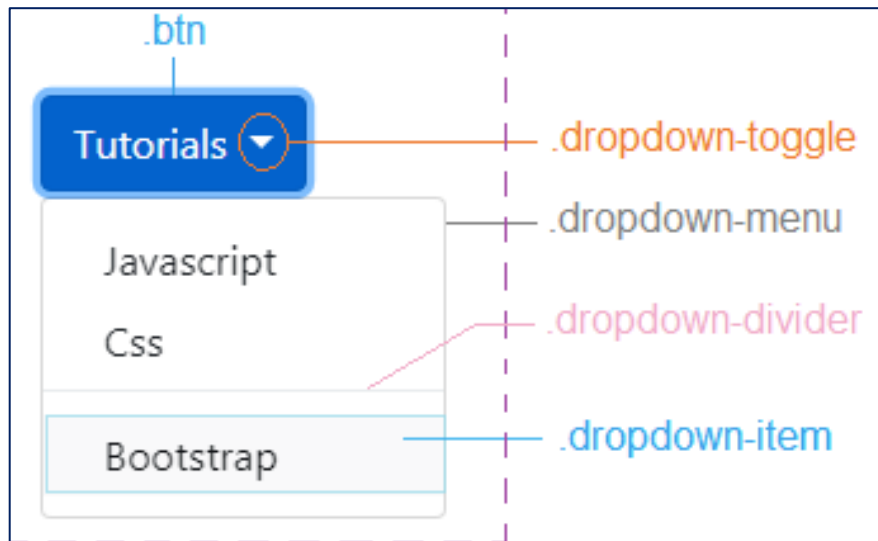 .btn
Tutorials
.dropdown-toggle
.dropdown-menu
Javascript
.dropdown-divider
Css
.dropdown-item
Bootstrap